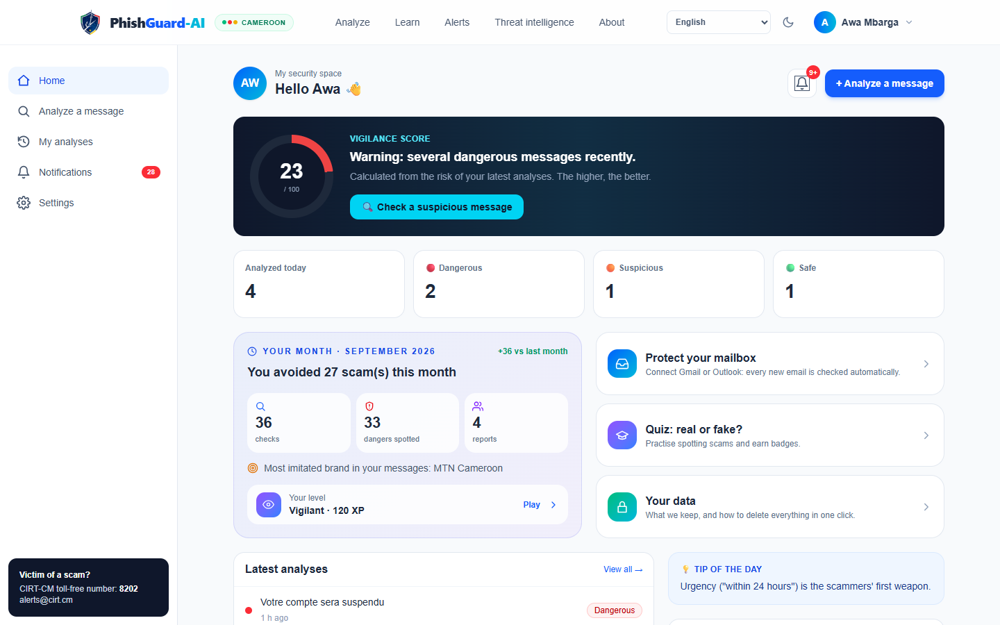 PhishGuard-AI
CAMEROON
Analyze
Learn
Alerts
Threat intelligence
About
English
A
Awa Mbarga
Home
Analyze a message
My analyses
Notifications
28
Settings
Victim of a scam?
CIRT-CM toll-free number: 8202
alerts@cirt.cm
AW
My security space
Hello Awa 👋
9+
+ Analyze a message
23
/ 100
VIGILANCE SCORE
Warning: several dangerous messages recently.
Calculated from the risk of your latest analyses. The higher, the better.
🔍 Check a suspicious message
Analyzed today
4
Dangerous
2
Suspicious
1
Safe
1
YOUR MONTH · SEPTEMBER 2026
+36 vs last month
You avoided 27 scam(s) this month
36
checks
33
dangers spotted
4
reports
Most imitated brand in your messages: MTN Cameroon
Your level
Vigilant · 120 XP
Play
Protect your mailbox
Connect Gmail or Outlook: every new email is checked automatically.
Quiz: real or fake?
Practise spotting scams and earn badges.
Your data
What we keep, and how to delete everything in one click.
Latest analyses
View all →
Votre compte sera suspendu
1 h ago
Dangerous
💡 TIP OF THE DAY
Urgency ("within 24 hours") is the scammers' first weapon.